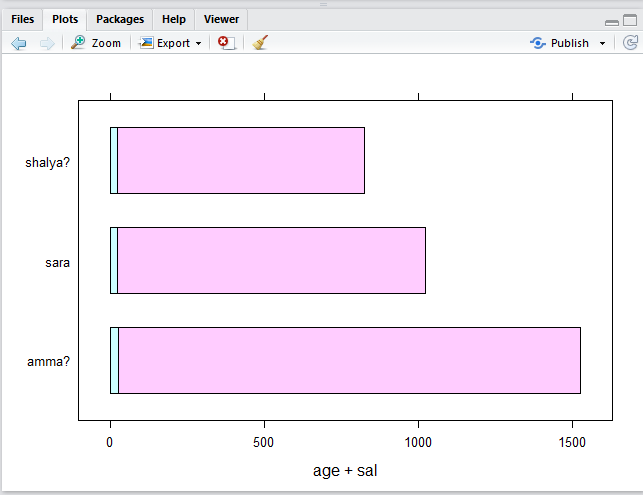 Files Plots Packages Help Viewer
Zoom Export Publish
shalya?
sara
amma?
0 500 1000 1500
age + sal